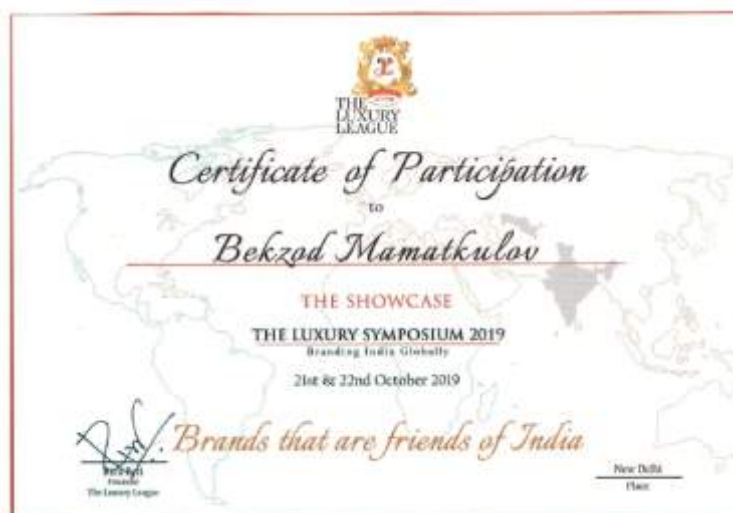 THE
LUXURY
LEAGUE
Certificate of Participation
to
Bekzod Mamatkulov
THE SHOWCASE
THE LUXURY SYMPOSIUM 2019
Branding India Globally
21st & 22nd October 2019
Brands that are friends of India
Founder
The Luxury League
New Delhi
Place